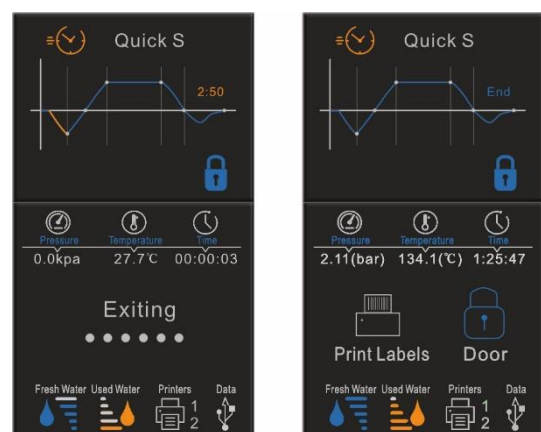 Quick S
2:50
Pressure Temperature Time
0.0kpa 27.7℃ 00:00:03
Exiting
Fresh Water Used Water Printers Data
1
2
Quick S
End
Pressure Temperature Time
2.11(bar) 134.1(℃) 1:25:47
Print Labels Door
Fresh Water Used Water Printers Data
1
2